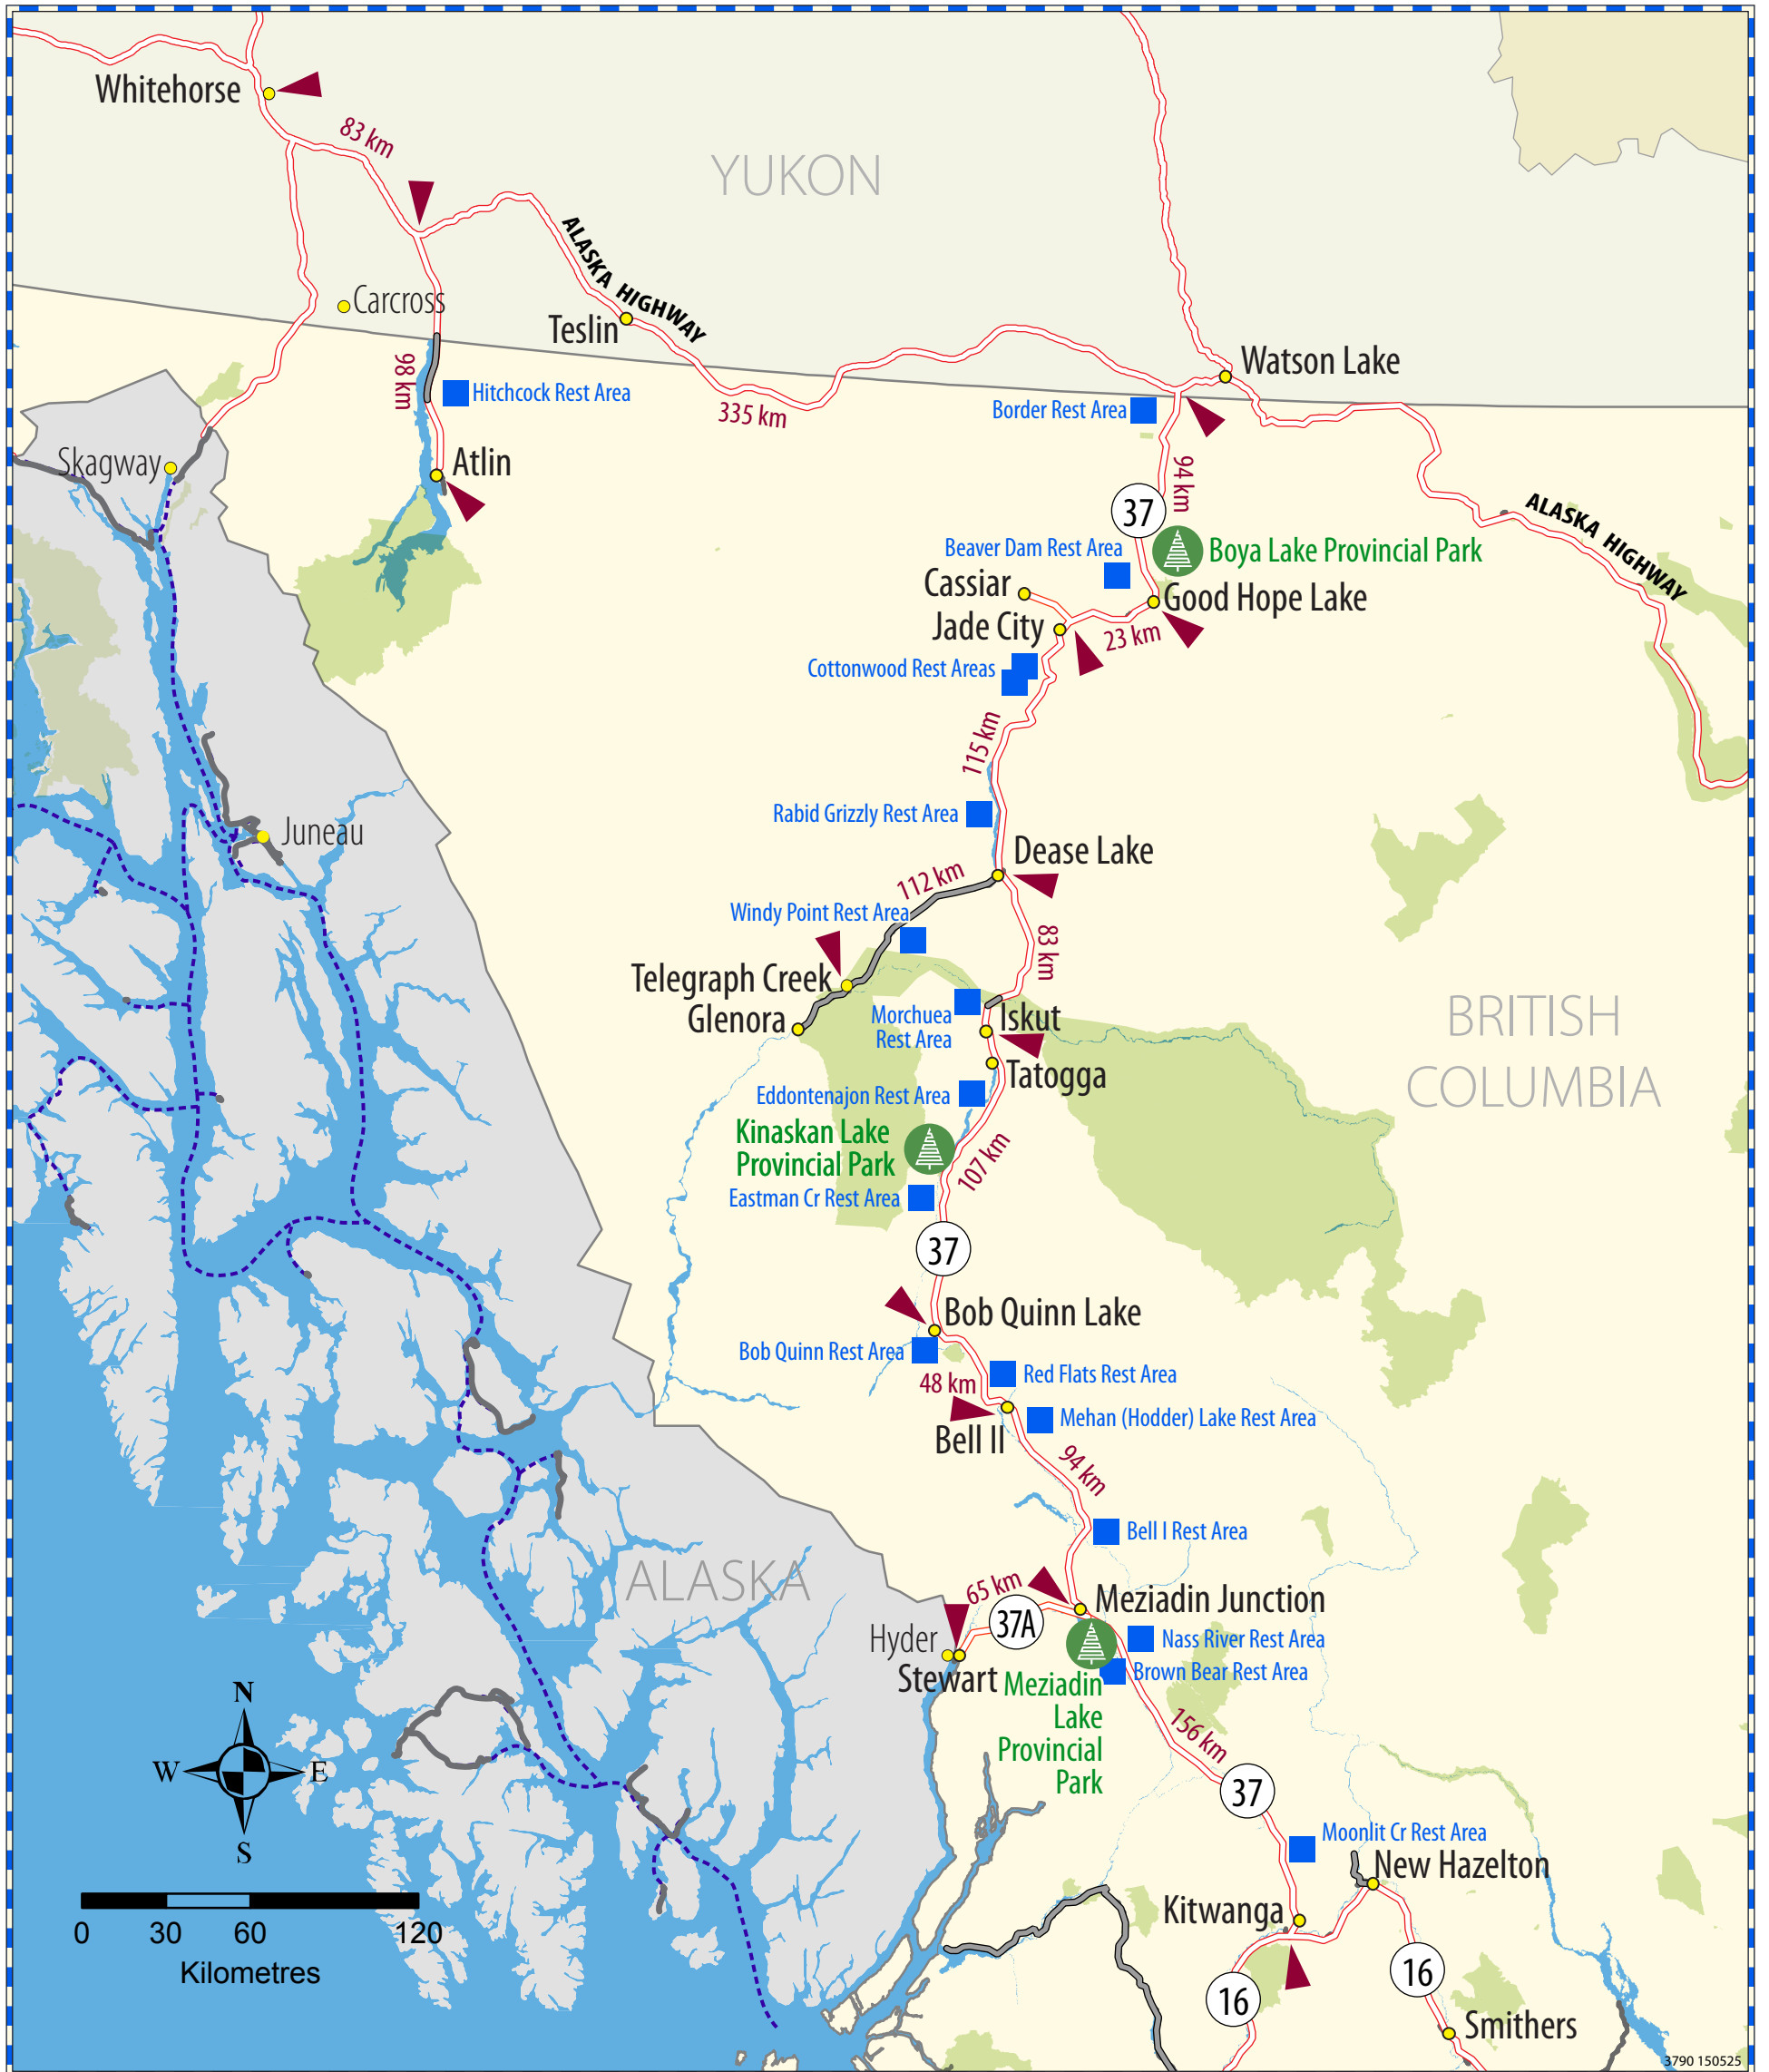 Whitehorse
83 km
YUKON
ALASKA HIGHWAY
Carcross
Teslin
Watson Lake
98 km
Hitchcock Rest Area
335 km
Border Rest Area
Skagway
Atlin
94 km
ALASKA HIGHWAY
37
Beaver Dam Rest Area
Boya Lake Provincial Park
Cassiar
Good Hope Lake
Jade City
23 km
Cottonwood Rest Areas
115 km
Rabid Grizzly Rest Area
Juneau
Dease Lake
112 km
Windy Point Rest Area
83 km
Telegraph Creek
Glenora
Morchuea
Rest Area
Iskut
BRITISH
COLUMBIA
Tatogga
Eddontenajon Rest Area
Kinaskan Lake
Provincial Park
107 km
Eastman Cr Rest Area
37
Bob Quinn Lake
Bob Quinn Rest Area
Red Flats Rest Area
48 km
Mehan (Hodder) Lake Rest Area
Bell II
94 km
Bell I Rest Area
ALASKA
65 km
Meziadin Junction
37A
Hyder
Nass River Rest Area
Stewart
Brown Bear Rest Area
Meziadin
Lake
Provincial
Park
156 km
37
N
W
E
S
Moonlit Cr Rest Area
New Hazelton
Kitwanga
0 30 60 120
Kilometres
16
16
Smithers
3790 150525